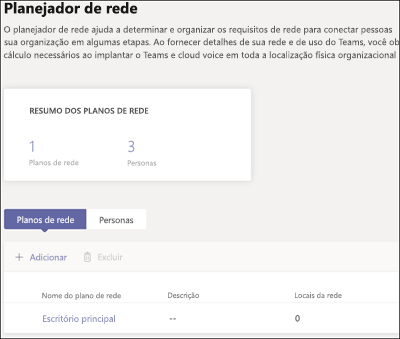 Planejador de rede
O planejador de rede ajuda a determinar e organizar os requisitos de rede para conectar pessoas
sua organização em algumas etapas. Ao fornecer detalhes de sua rede e de uso do Teams, você ob
cálculo necessários ao implantar o Teams e cloud voice em toda a localização física organizacional
RESUMO DOS PLANOS DE REDE
1 3
Planos de rede Personas
Planos de rede Personas
+ Adicionar Excluir
Nome do plano de rede Descrição Locais da rede
Escritório principal -- 0